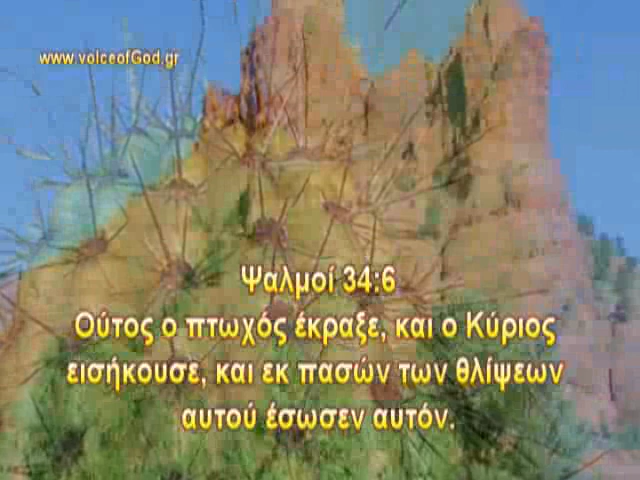 www.voiceofGod.gr
Ψαλμοί 34:6
Ούτος ο πτωχός έκραξε, και ο Κύριος
εισήκουσε, και εκ πασών των θλίψεων
αυτού έσωσεν αυτόν.